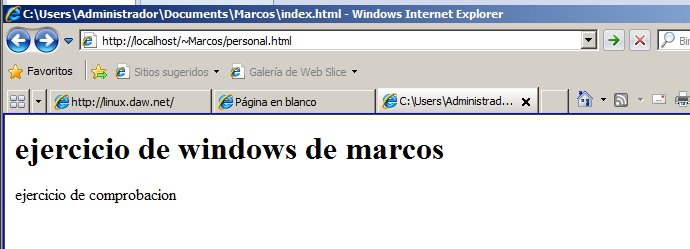 C:\Users\Administrador\Documents\Marcos\index.html - Windows Internet Explorer
http://localhost/~Marcos/personal.html
Favoritos Sitios sugeridos Galería de Web Slice
http://linux.daw.net/ Página en blanco C:\Users\Administrad...
ejercicio de windows de marcos
ejercicio de comprobacion